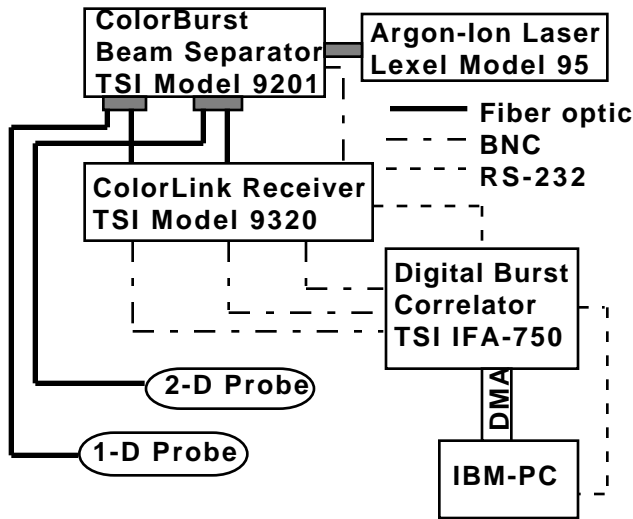 ColorBurst
Beam Separator
TSI Model 9201
Argon-Ion Laser
Lexel Model 95
Fiber optic
BNC
RS-232
ColorLink Receiver
TSI Model 9320
Digital Burst
Correlator
TSI IFA-750
2-D Probe
DMA
1-D Probe
IBM-PC